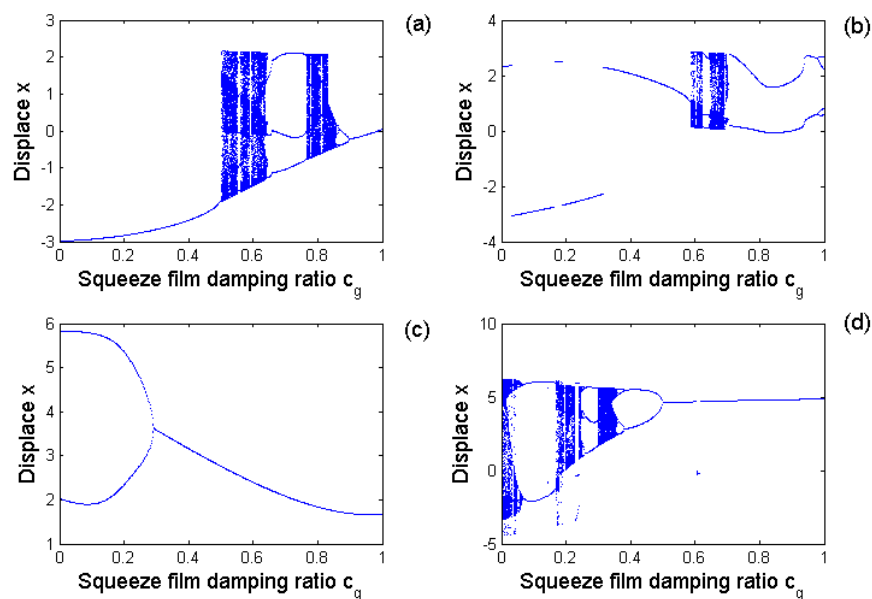 (a)
3
2
1
0
-1
-2
-3
Displace x
0 0.2 0.4 0.6 0.8 1
Squeeze film damping ratio c_g
(b)
4
2
0
-2
-4
Displace x
0 0.2 0.4 0.6 0.8 1
Squeeze film damping ratio c_g
(c)
6
5
4
3
2
1
Displace x
0 0.2 0.4 0.6 0.8 1
Squeeze film damping ratio c_g
(d)
10
5
0
-5
Displace x
0 0.2 0.4 0.6 0.8 1
Squeeze film damping ratio c_g